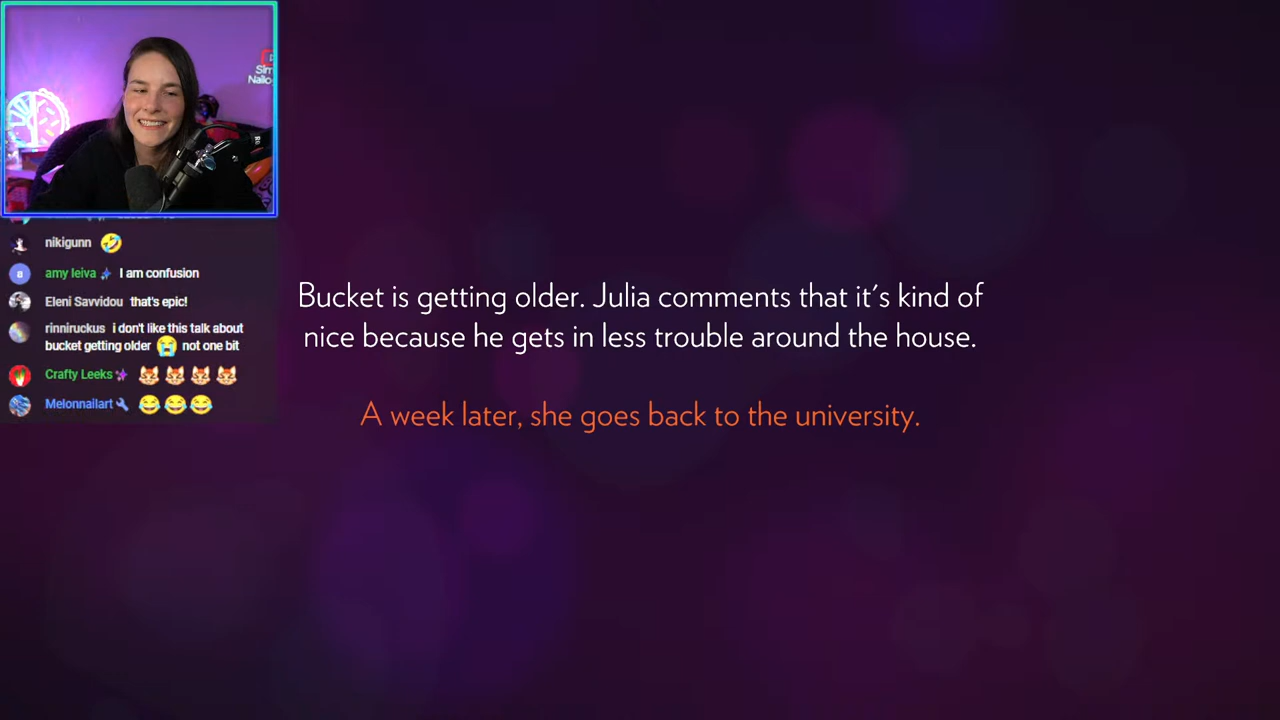 Sim
Nailo
nikigunn 🤣
amy leiva I am confusion
Eleni Savvidou that's epic!
rinniruckus i don't like this talk about
bucket getting older 😭 not one bit
Crafty Leeks
Melonnailart 😂😂😂
Bucket is getting older. Julia comments that it's kind of
nice because he gets in less trouble around the house.
A week later, she goes back to the university.